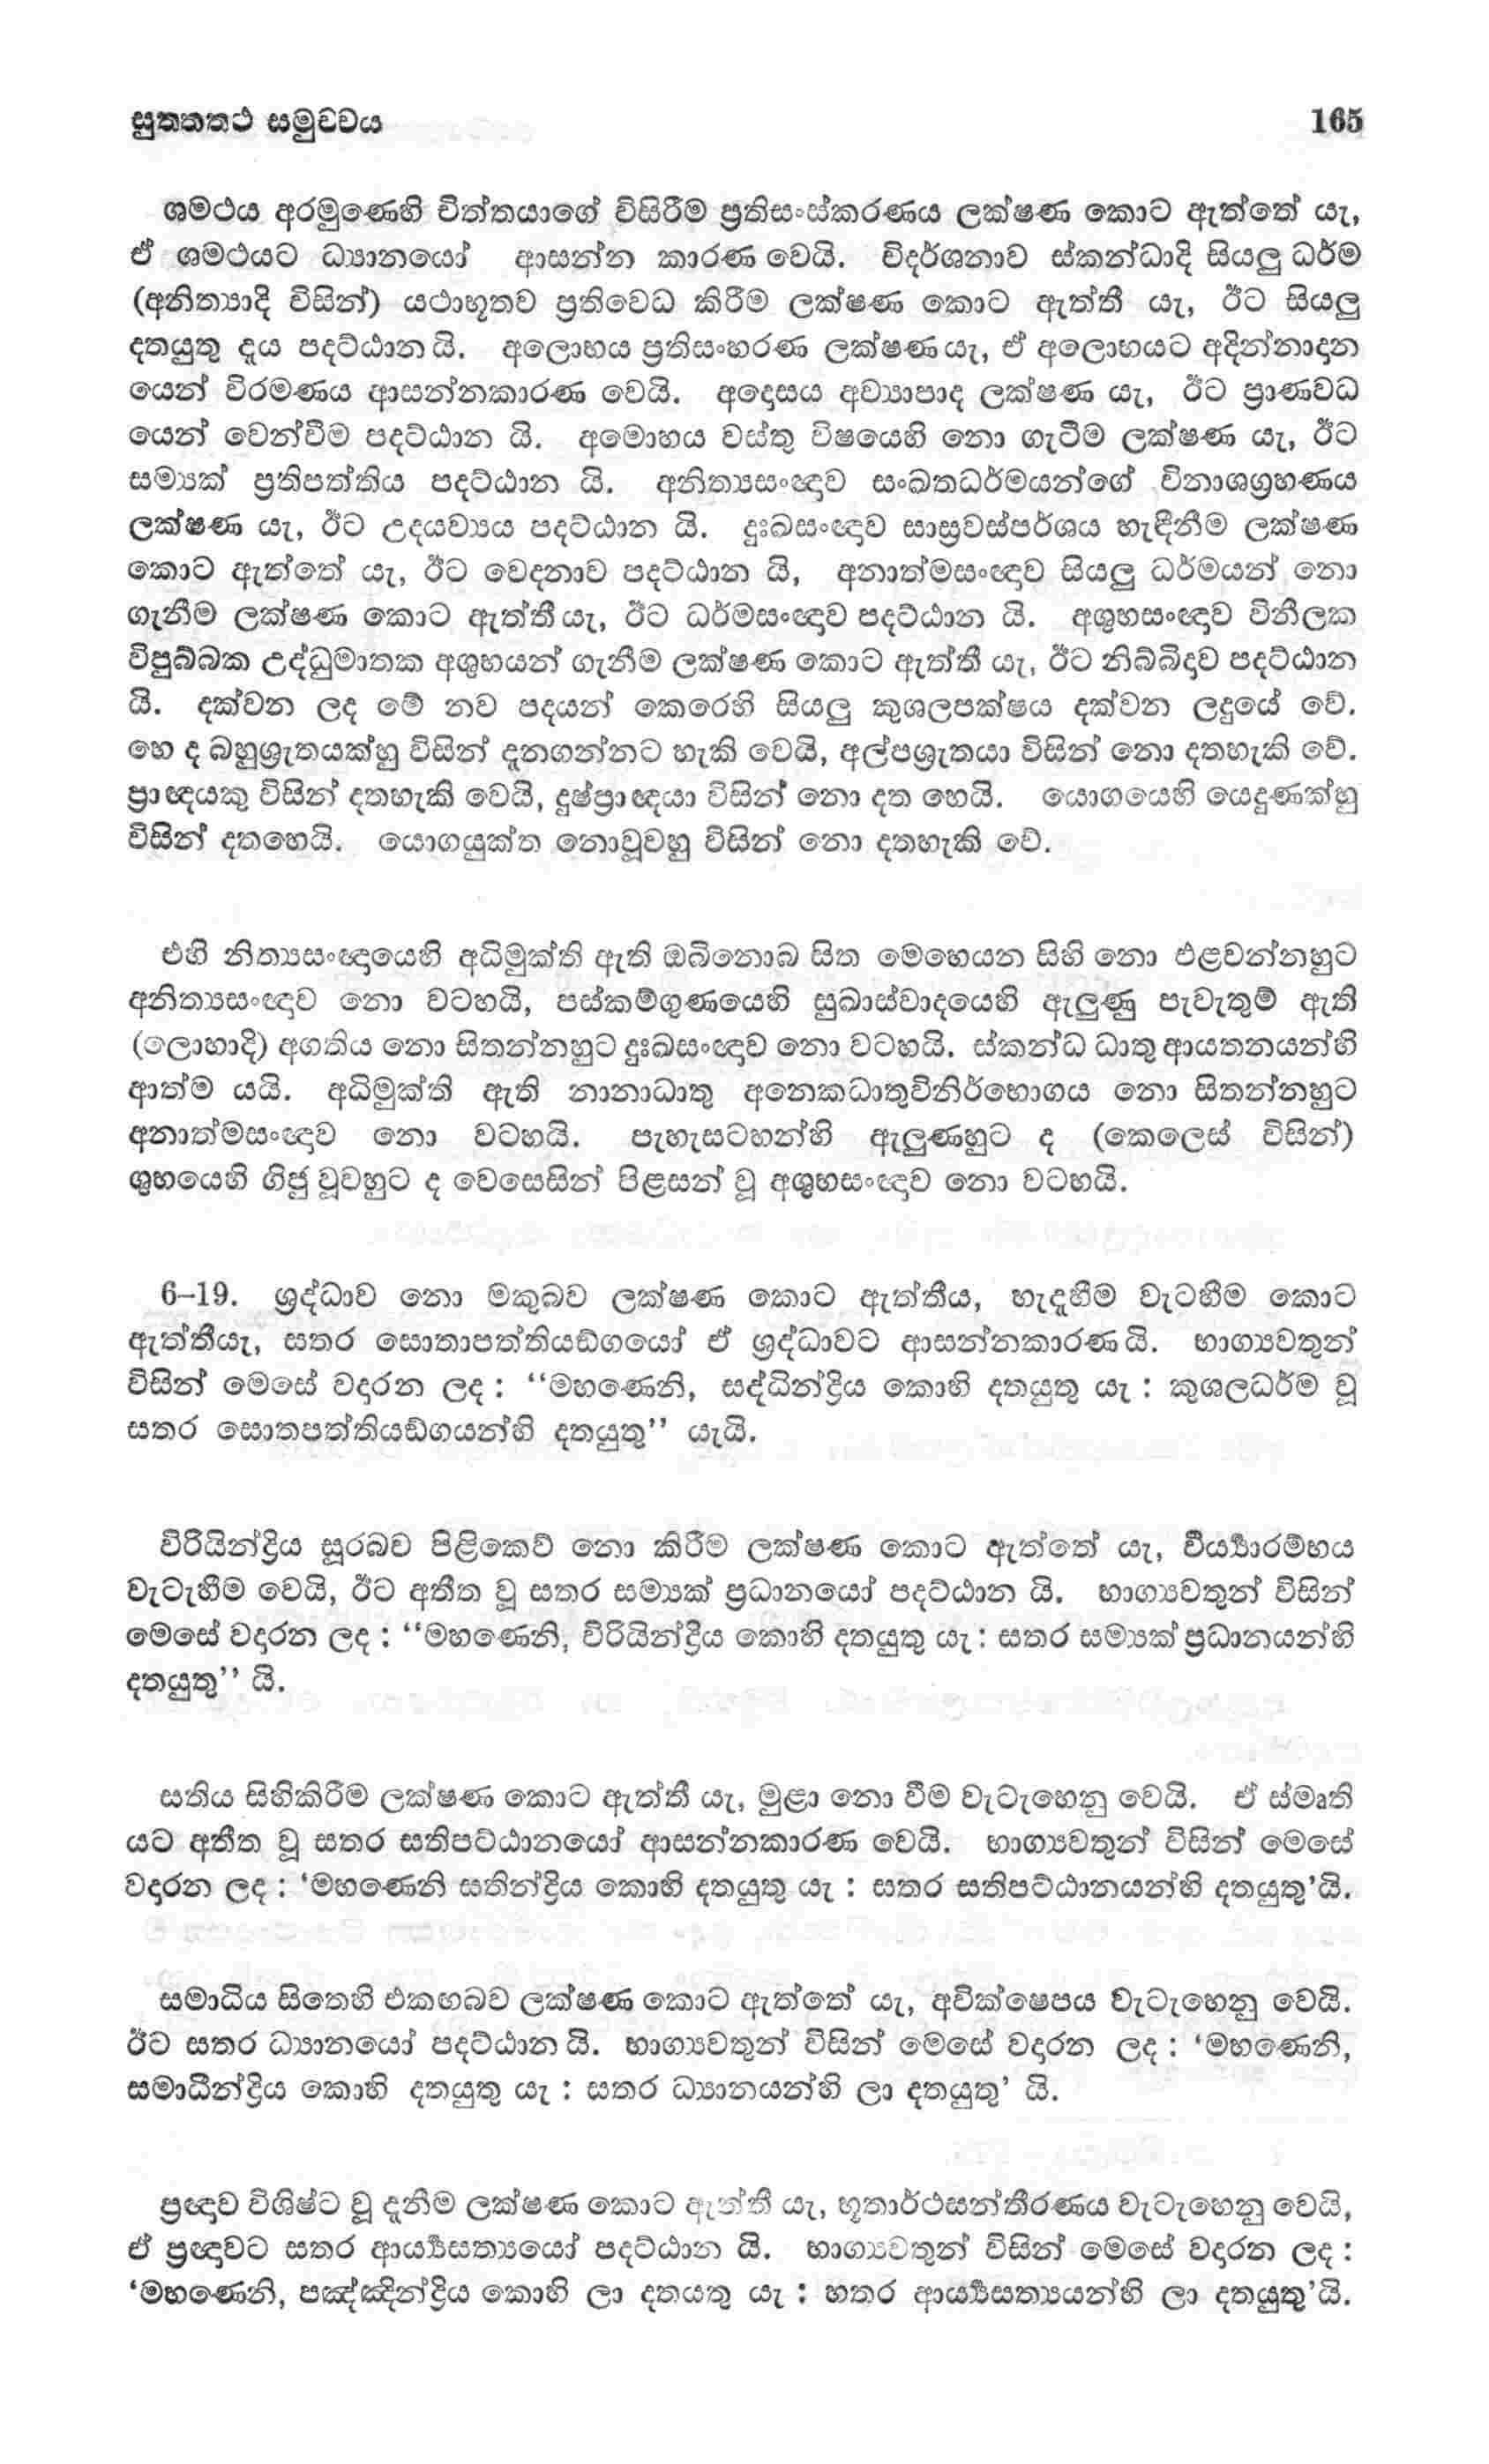 සුතතතථ සමුචචය 165
ශමථය අරමුණෙහි චිත්තයාගේ විසිරීම ප්‍රතිසංස්කරණය ලක්ෂණ කොට ඇත්තේ යැ,
ඒ ශමථයට ධ්‍යානයෝ ආසන්න කාරණ වෙයි. විදර්ශනාව ස්කන්ධාදි සියලු ධර්ම
(අනිත්‍යාදි විසින්) යථාභූතව ප්‍රතිවෙධ කිරීම ලක්ෂණ කොට ඇත්තී යැ, ඊට සියලු
දතයුතු දෑය පදට්ඨාන යි. අලොභය ප්‍රතිසංහරණ ලක්ෂණ යැ, ඒ අලොභයට අදින්නාදාන
යෙන් විරමණය ආසන්නකාරණ වෙයි. අදොසය අව්‍යාපාද ලක්ෂණ යැ, ඊට ප්‍රාණවධ
යෙන් වෙන්වීම පදට්ඨාන යි. අමොහය වස්තු විෂයෙහි නො ගැටීම ලක්ෂණ යැ, ඊට
සම්‍යක් ප්‍රතිපත්තිය පදට්ඨාන යි. අනිත්‍යසංඥාව සංඛතධර්මයන්ගේ විනාශග්‍රහණය
ලක්ෂණ යැ, ඊට උදයව්‍යය පදට්ඨාන යි. දුඃඛසංඥාව සාස්‍රවස්පර්ශය හැඳිනීම ලක්ෂණ
කොට ඇත්තේ යැ, ඊට වෙදනාව පදට්ඨාන යි, අනාත්මසංඥාව සියලු ධර්මයන් නො
ගැනීම ලක්ෂණ කොට ඇත්තී යැ, ඊට ධර්මසංඥාව පදට්ඨාන යි. අශුභසංඥාව විනීලක
විපුබ්බක උද්ධුමාතක අශුභයන් ගැනීම ලක්ෂණ කොට ඇත්තී යැ, ඊට නිබ්බිදාව පදට්ඨාන
යි. දක්වන ලද මේ නව පදයන් කෙරෙහි සියලු කුශලපක්ෂය දක්වන ලදුයේ වේ.
හෙ ද බහුශ්‍රැතයක්හු විසින් දැනගන්නට හැකි වෙයි, අල්පශ්‍රැතයා විසින් නො දතහැකි වේ.
ප්‍රාඥයකු විසින් දතහැකි වෙයි, දුෂ්ප්‍රාඥයා විසින් නො දත හෙයි. යොගයෙහි යෙදුණක්හු
විසින් දතහෙයි. යොගයුක්ත නොවූවහු විසින් නො දතහැකි වේ.
එහි නිත්‍යසංඥායෙහි අධිමුක්ති ඇති ඔබිනොබ සිත මෙහෙයන සිහි නො එළවන්නහුට
අනිත්‍යසංඥාව නො වටහයි, පස්කම්ගුණයෙහි සුඛාස්වාදයෙහි ඇලුණු පැවැතුම් ඇති
(ලොභාදි) අගතිය නො සිතන්නහුට දුඃඛසංඥාව නො වටහයි. ස්කන්ධ ධාතු ආයතනයන්හි
ආත්ම යයි. අධිමුක්ති ඇති නානාධාතු අනෙකධාතුවිනිර්භොගය නො සිතන්නහුට
අනාත්මසංඥාව නො වටහයි. පැහැසටහන්හි ඇලුණහුට ද (කෙලෙස් විසින්)
ශුභයෙහි ගිජු වූවහුට ද වෙසෙසින් පිළසන් වූ අශුභසංඥාව නො වටහයි.
6–19. ශ්‍රද්ධාව නො මකුබව ලක්ෂණ කොට ඇත්තීය, හැදෑහීම වැටහීම කොට
ඇත්තීයැ, සතර සොතාපත්තියඞ්ගයෝ ඒ ශ්‍රද්ධාවට ආසන්නකාරණ යි. භාග්‍යවතුන්
විසින් මෙසේ වදාරන ලද : “මහණෙනි, සද්ධින්ද්‍රිය කොහි දතයුතු යැ : කුශලධර්ම වූ
සතර සොතපත්තියඞ්ගයන්හි දතයුතු” යැයි.
විරියින්ද්‍රිය සූරබව පිළිකෙව් නො කිරීම ලක්ෂණ කොට ඇත්තේ යැ, වීර්‍ය්‍යාරම්භය
වැටැහීම වෙයි, ඊට අතීත වූ සතර සම්‍යක් ප්‍රධානයෝ පදට්ඨාන යි. භාග්‍යවතුන් විසින්
මෙසේ වදාරන ලද : “මහණෙනි, විරියින්ද්‍රිය කොහි දතයුතු යැ : සතර සම්‍යක් ප්‍රධානයන්හි
දතයුතු” යි.
සතිය සිහිකිරීම ලක්ෂණ කොට ඇත්තී යැ, මුළා නො වීම වැටැහෙනු වෙයි. ඒ ස්මෘති
යට අතීත වූ සතර සතිපට්ඨානයෝ ආසන්නකාරණ වෙයි. භාග්‍යවතුන් විසින් මෙසේ
වදාරන ලද : ‘මහණෙනි සතින්ද්‍රිය කොහි දතයුතු යැ : සතර සතිපට්ඨානයන්හි දතයුතු’යි.
සමාධිය සිතෙහි එකඟබව ලක්ෂණ කොට ඇත්තේ යැ, අවික්ෂෙපය වැටැහෙනු වෙයි.
ඊට සතර ධ්‍යානයෝ පදට්ඨාන යි. භාග්‍යවතුන් විසින් මෙසේ වදාරන ලද : ‘මහණෙනි,
සමාධින්ද්‍රිය කොහි දතයුතු යැ : සතර ධ්‍යානයන්හි ලා දතයුතු’ යි.
ප්‍රඥාව විශිෂ්ට වූ දැනීම ලක්ෂණ කොට ඇත්තී යැ, භූතාර්ථසන්තීරණය වැටැහෙනු වෙයි,
ඒ ප්‍රඥාවට සතර ආර්‍ය්‍යසත්‍යයෝ පදට්ඨාන යි. භාග්‍යවතුන් විසින් මෙසේ වදාරන ලද :
‘මහණෙනි, පඤ්ඤින්ද්‍රිය කොහි ලා දතයතු යැ : හතර ආර්‍ය්‍යසත්‍යයන්හි ලා දතයුතු’යි.